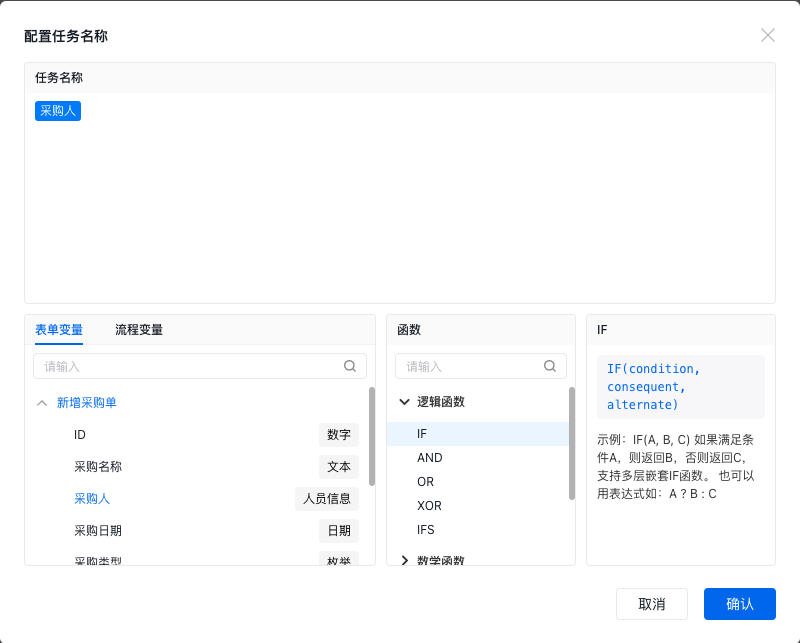 配置任务名称
任务名称
采购人
表单变量 流程变量
请输入
新增采购单
ID 数字
采购名称 文本
采购人 人员信息
采购日期 日期
采购类型 枚举
函数
请输入
逻辑函数
IF
AND
OR
XOR
IFS
数学函数
IF
IF(condition,
consequent,
alternate)
示例：IF(A, B, C) 如果满足条
件A，则返回B，否则返回C，
支持多层嵌套IF函数。 也可以
用表达式如：A ? B : C
取消 确认